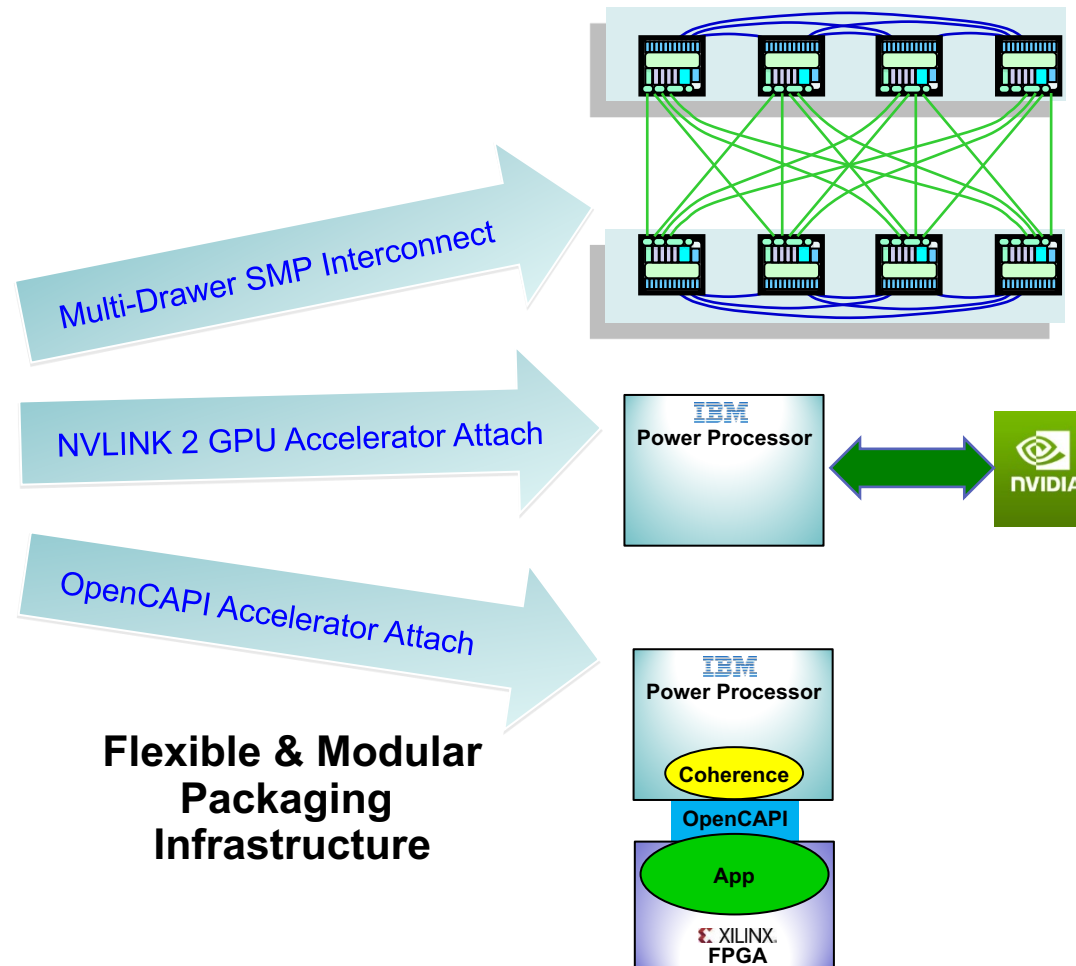 Multi-Drawer SMP Interconnect
NVLINK 2 GPU Accelerator Attach
IBM
Power Processor
NVIDIA
OpenCAPI Accelerator Attach
IBM
Power Processor
Coherence
OpenCAPI
App
XILINX.
FPGA
Flexible & Modular
Packaging
Infrastructure